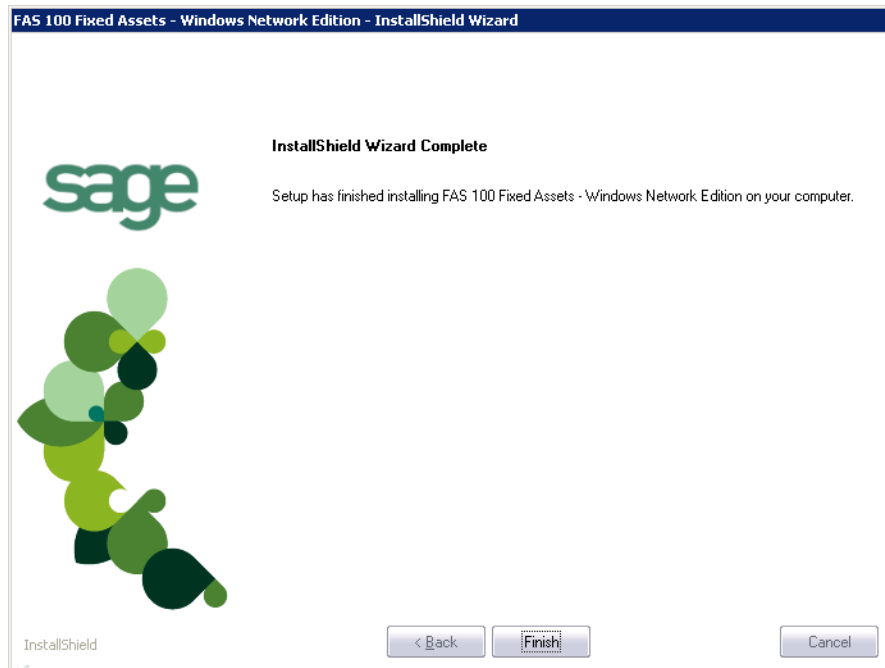 FAS 100 Fixed Assets - Windows Network Edition - InstallShield Wizard
InstallShield Wizard Complete
sage
Setup has finished installing FAS 100 Fixed Assets - Windows Network Edition on your computer.
InstallShield
< Back
Finish
Cancel